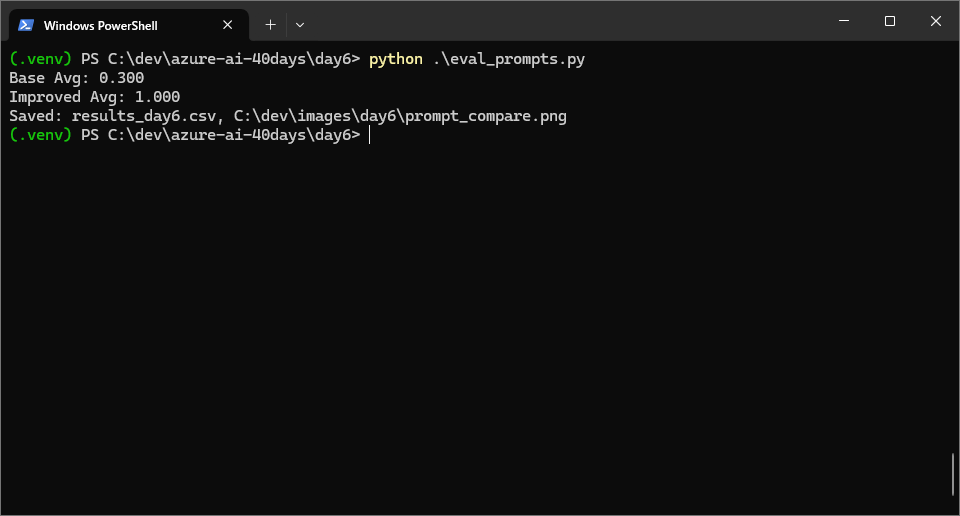 Windows PowerShell
(.venv) PS C:\dev\azure-ai-40days\day6> python .\eval_prompts.py
Base Avg: 0.300
Improved Avg: 1.000
Saved: results_day6.csv, C:\dev\images\day6\prompt_compare.png
(.venv) PS C:\dev\azure-ai-40days\day6>